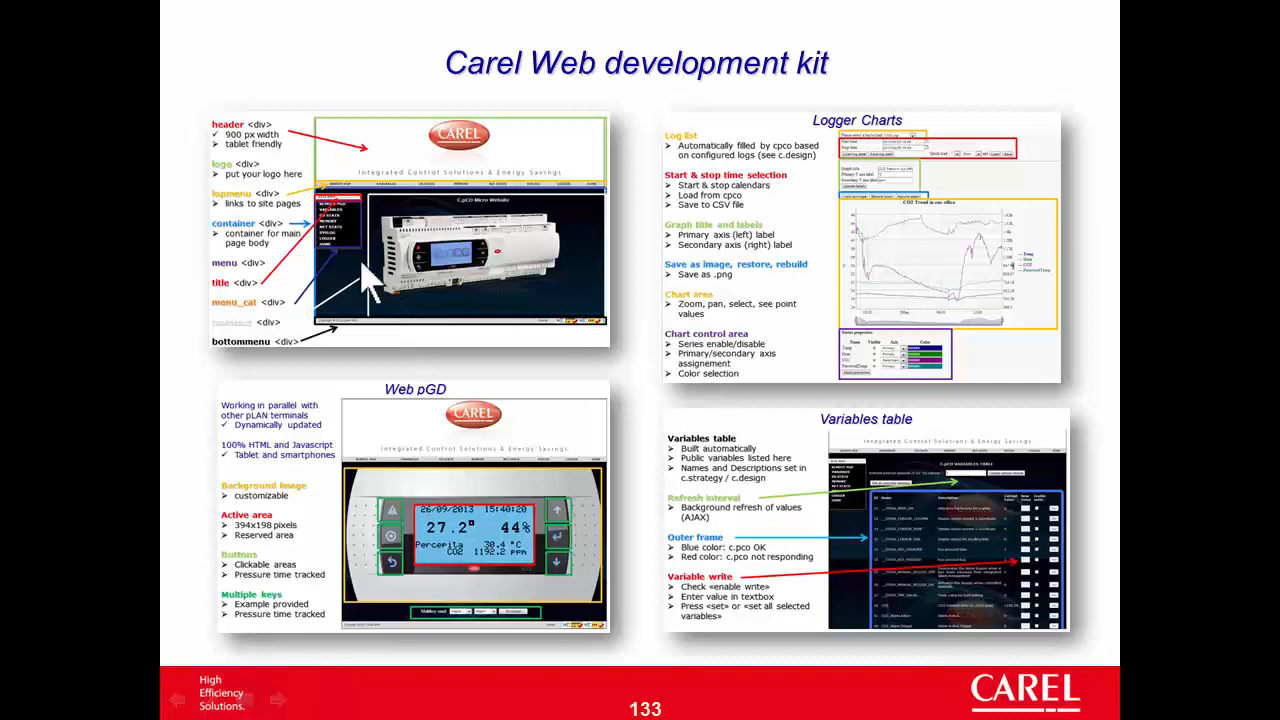 Carel Web development kit
header <div>
✓ 900 px width
✓ tablet friendly
logo <div>
✓ put your logo here
topmenu <div>
➢ links to site pages
container <div>
➢ container for main
page body
menu <div>
title <div>
menu_cat <div>
<div>
bottommenu <div>
CAREL
Integrated Control Solutions & Energy Savings
C.pCO Micro Website
Logger Charts
Log list
➢ Automatically filled by cpco based
on configured logs (see c.design)
Start & stop time selection
➢ Start & stop calendars
➢ Load from cpco
➢ Save to CSV file
Graph title and labels
➢ Primary axis (left) label
➢ Secondary axis (right) label
Save as image, restore, rebuild
➢ Save as .png
Chart area
➢ Zoom, pan, select, see point
values
Chart control area
➢ Series enable/disable
➢ Primary/secondary axis
assignement
➢ Color selection
CO2 Trend in our office
Series properties
Name Visible Axis Color
Web pGD
Working in parallel with
other pLAN terminals
✓ Dynamically updated
100% HTML and Javascript
✓ Tablet and smartphones
Background image
➢ customizable
Active area
➢ 394x198 pixels
➢ Reserved area
Buttons
➢ Clickable areas
➢ Pressure time tracked
Multiple keys
➢ Example provided
➢ Pressure time tracked
CAREL
Integrated Control Solutions & Energy Savings
26/09/2013 15:40:20
27.2° 44%
Percepita 30.4 °C
CO2 1192.2 ppm
Variables table
Variables table
➢ Built automatically
➢ Public variables listed here
➢ Names and Descriptions set in
c.strategy / c.design
Refresh interval
➢ Background refresh of values
(AJAX)
Outer frame
➢ Blue color: c.pco OK
➢ Red color: c.pco not responding
Variable write
➢ Check «enable write»
➢ Enter value in textbox
➢ Press «set» or «set all selected
variables»
Integrated Control Solutions & Energy Savings
C.pCO VARIABLES TABLE
High
Efficiency
Solutions.
133
CAREL